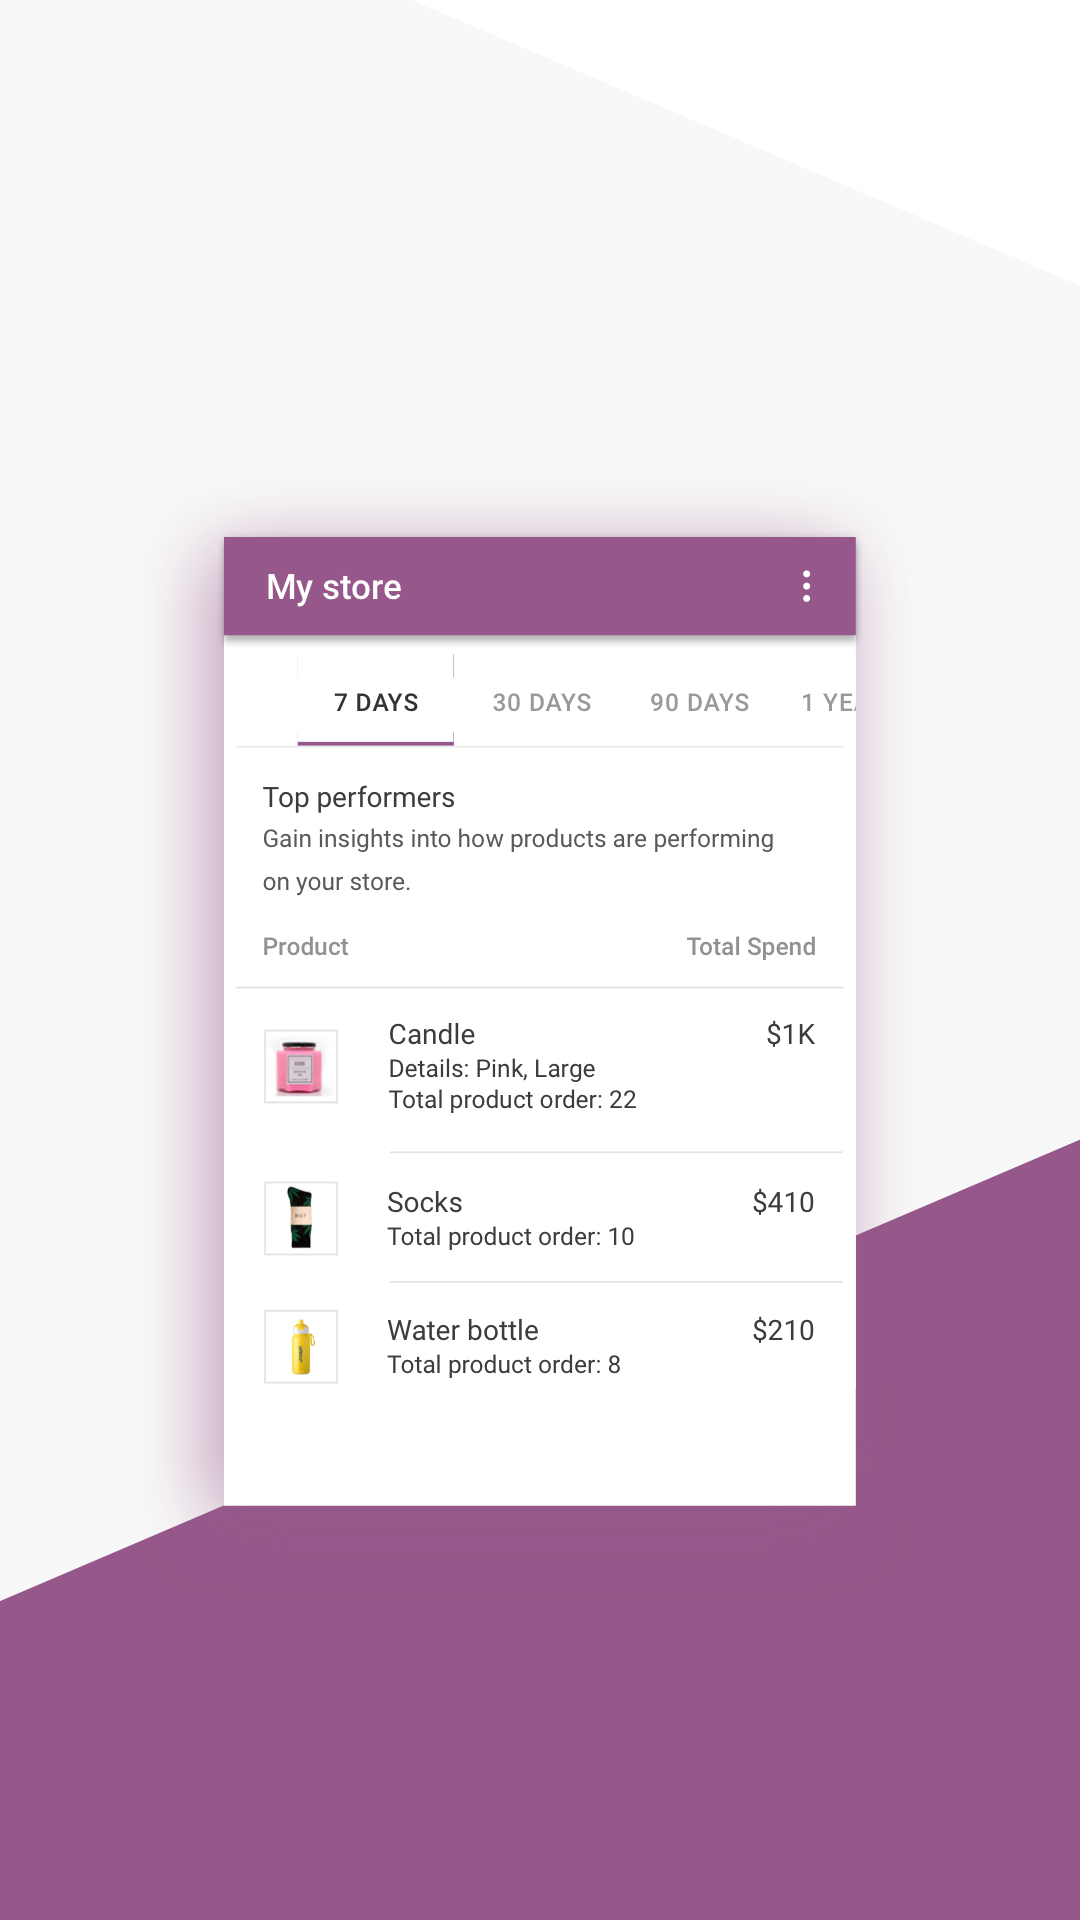 My store
7 DAYS 30 DAYS 90 DAYS 1 YEA
Top performers
Gain insights into how products are performing
on your store.
Product Total Spend
Candle $1K
Details: Pink, Large
Total product order: 22
Socks $410
Total product order: 10
Water bottle $210
Total product order: 8